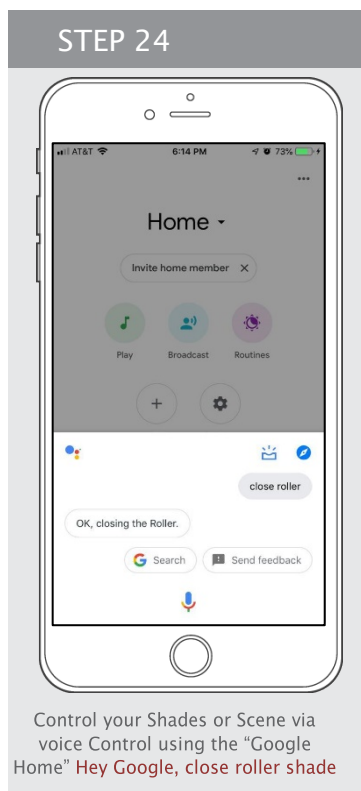 STEP 24
AT&T 6:14 PM 73%
Home
Invite home member X
Play Broadcast Routines
close roller
OK, closing the Roller.
Search Send feedback
Control your Shades or Scene via
voice Control using the “Google
Home” Hey Google, close roller shade